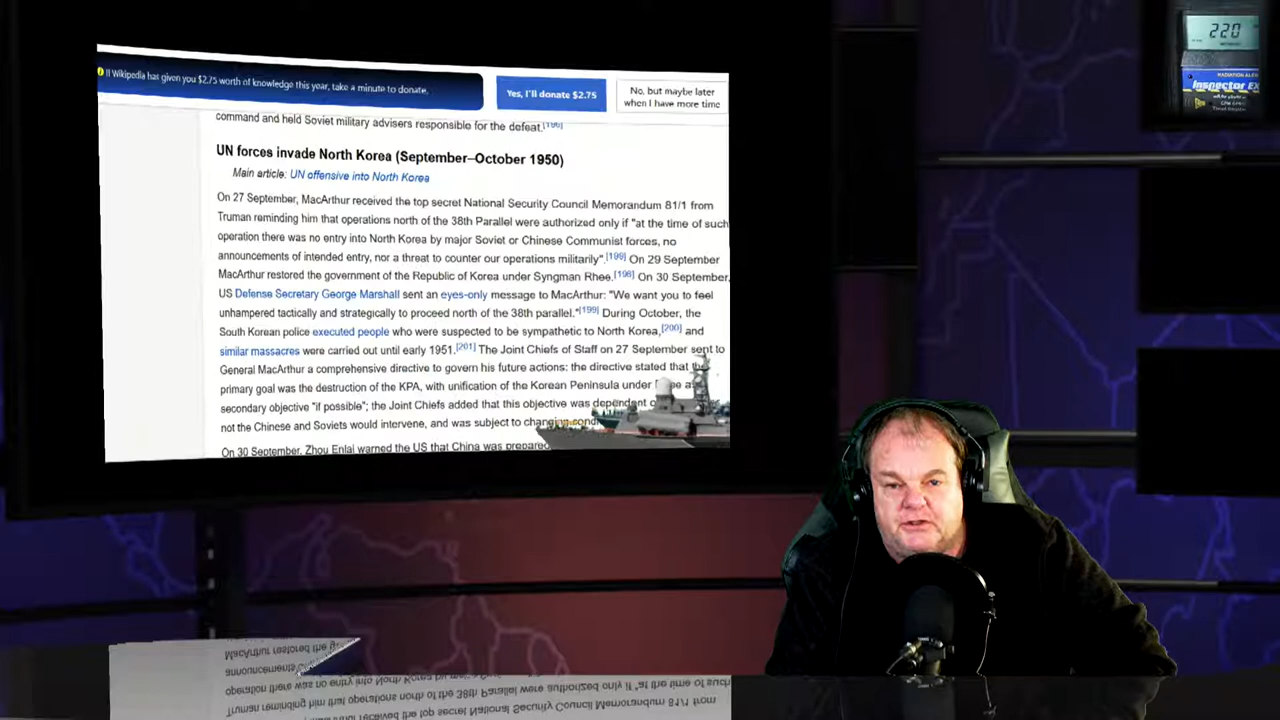 !! Wikipedia has given you $2.75 worth of knowledge this year, take a minute to donate.
Yes, I'll donate $2.75
No, but maybe later
when I have more time
command and held Soviet military advisers responsible for the defeat.[196]
UN forces invade North Korea (September–October 1950)
Main article: UN offensive into North Korea
On 27 September, MacArthur received the top secret National Security Council Memorandum 81/1 from
Truman reminding him that operations north of the 38th Parallel were authorized only if "at the time of such
operation there was no entry into North Korea by major Soviet or Chinese Communist forces, no
announcements of intended entry, nor a threat to counter our operations militarily".[199] On 29 September
MacArthur restored the government of the Republic of Korea under Syngman Rhee.[196] On 30 September,
US Defense Secretary George Marshall sent an eyes-only message to MacArthur: "We want you to feel
unhampered tactically and strategically to proceed north of the 38th parallel."[199] During October, the
South Korean police executed people who were suspected to be sympathetic to North Korea,[200] and
similar massacres were carried out until early 1951.[201] The Joint Chiefs of Staff on 27 September sent to
General MacArthur a comprehensive directive to govern his future actions: the directive stated that the
primary goal was the destruction of the KPA, with unification of the Korean Peninsula under
secondary objective "if possible"; the Joint Chiefs added that this objective was dependent
not the Chinese and Soviets would intervene, and was subject to changing
On 30 September, Zhou Enlai warned the US that China was prepared
220
RADIATION ALERT
Inspector EX